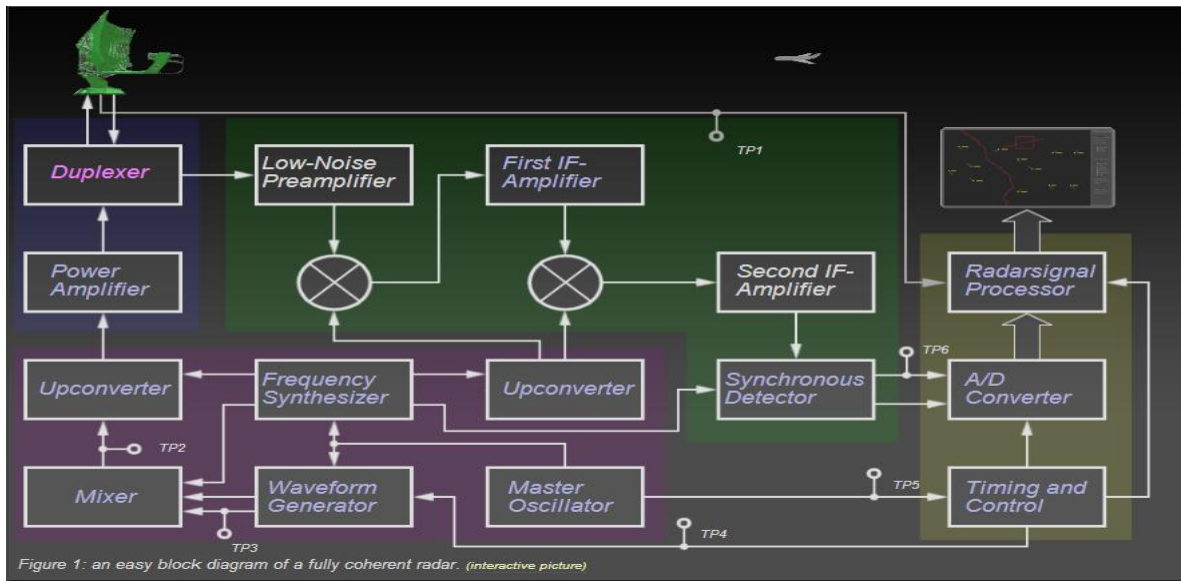 TP1
Duplexer
Low-Noise
Preamplifier
First IF-
Amplifier
Power
Amplifier
Second IF-
Amplifier
Radarsignal
Processor
Upconverter
Frequency
Synthesizer
Upconverter
Synchronous
Detector
TP6
A/D
Converter
TP2
Mixer
Waveform
Generator
Master
Oscillator
TP5
Timing and
Control
TP3
TP4
Figure 1: an easy block diagram of a fully coherent radar. (interactive picture)